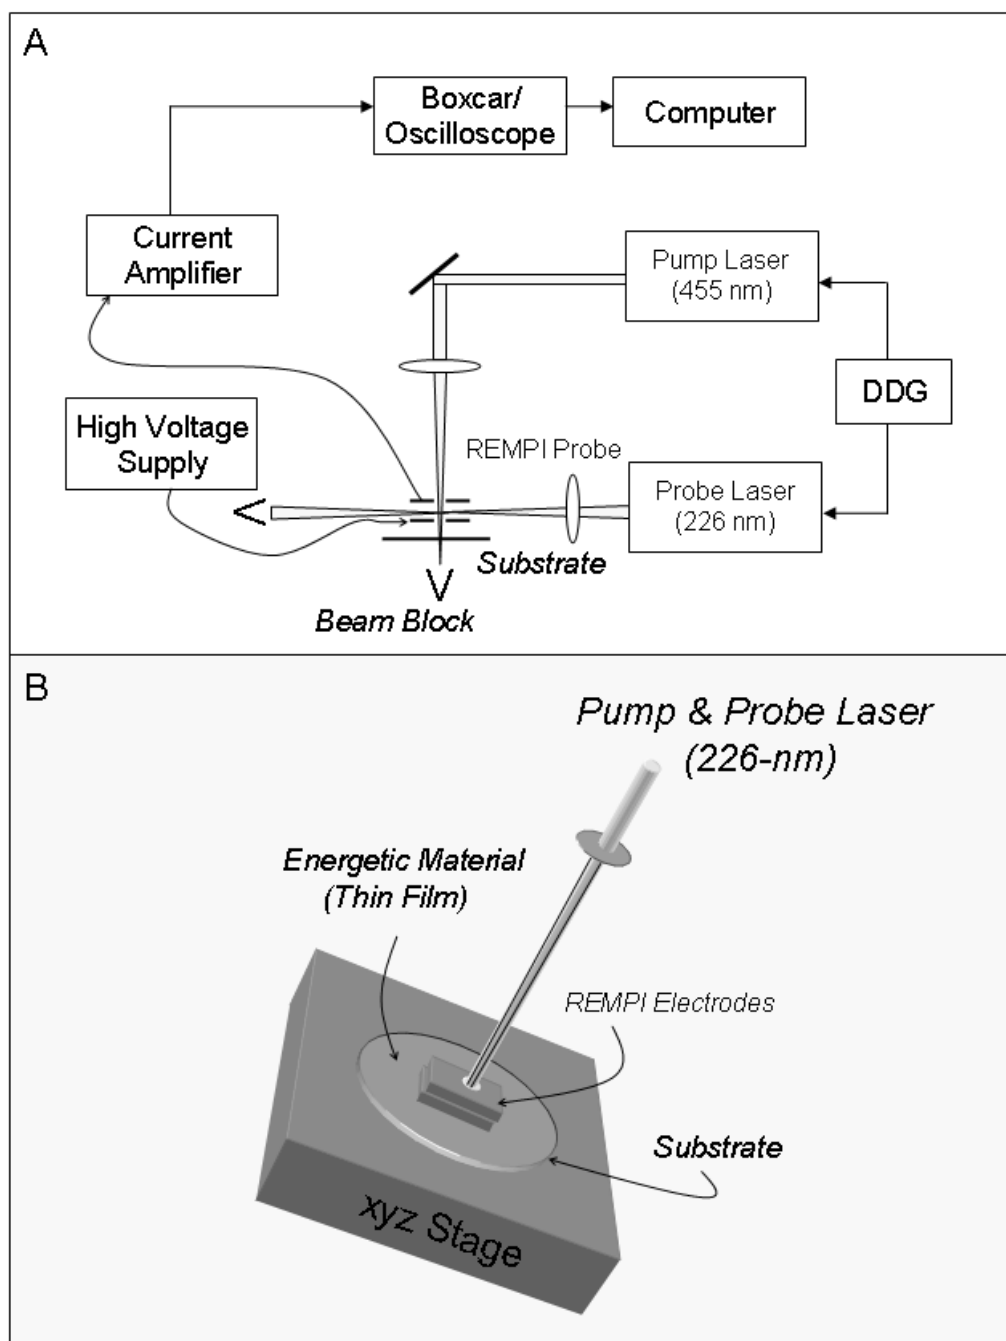 A
Boxcar/
Oscilloscope
Computer
Current
Amplifier
Pump Laser
(455 nm)
DDG
High Voltage
Supply
REMPI Probe
Probe Laser
(226 nm)
Substrate
Beam Block
B
Pump & Probe Laser
(226-nm)
Energetic Material
(Thin Film)
REMPI Electrodes
Substrate
xyz Stage